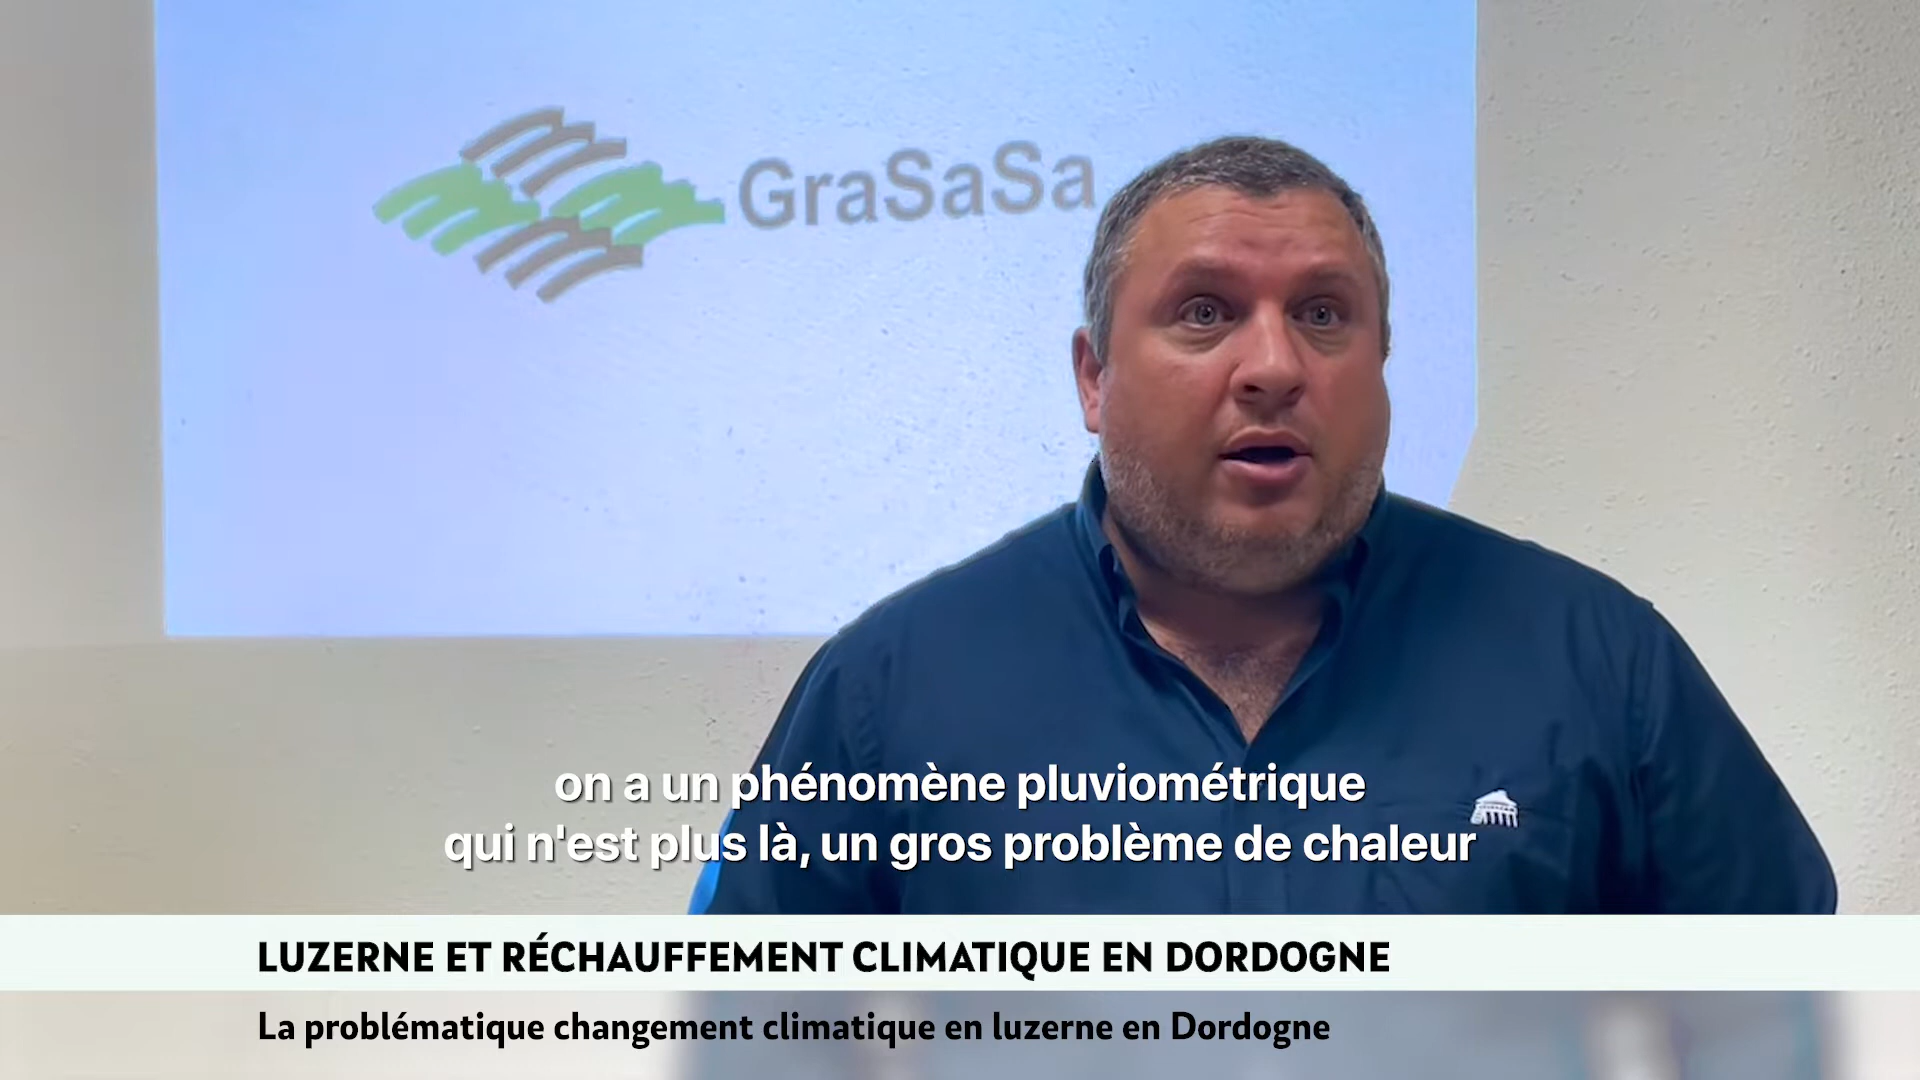 GraSaSa
on a un phénomène pluviométrique
qui n'est plus là, un gros problème de chaleur
LUZERNE ET RÉCHAUFFEMENT CLIMATIQUE EN DORDOGNE
La problématique changement climatique en luzerne en Dordogne